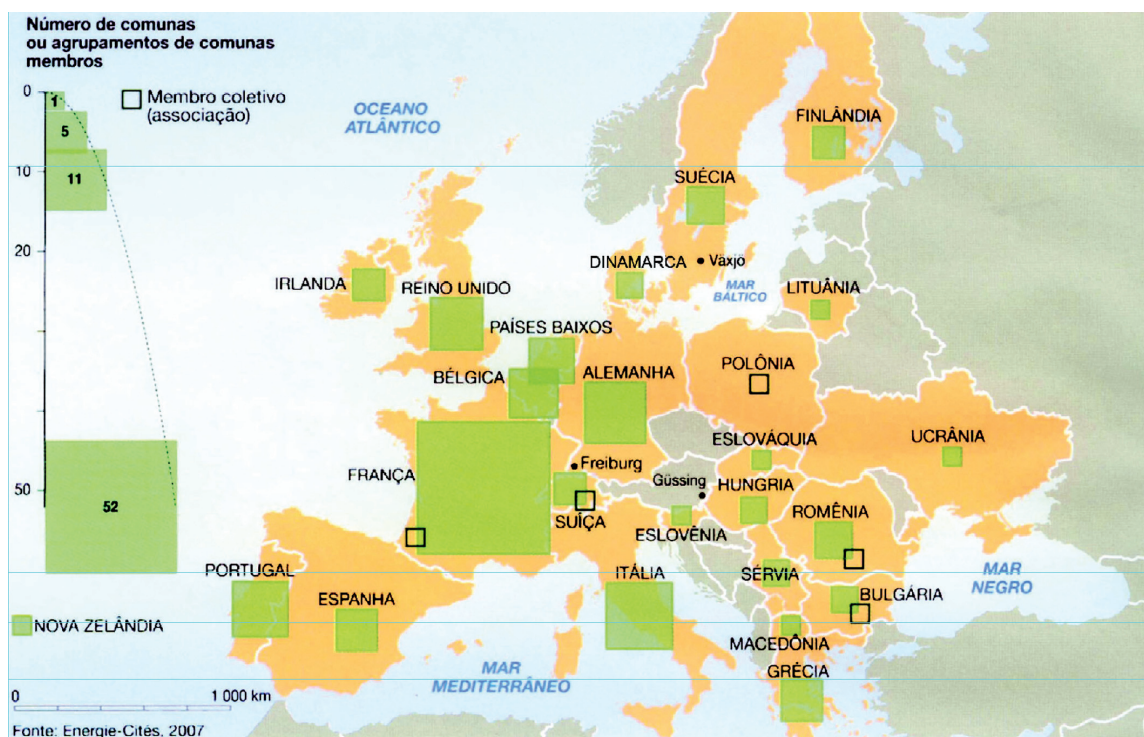 Número de comunas
ou agrupamentos de comunas
membros
0
1
5
10
11
20
50
52
Membro coletivo
(associação)
OCEANO
ATLÂNTICO
FINLÂNDIA
SUÉCIA
DINAMARCA
Växjö
MAR
BÁLTICO
LITUÂNIA
IRLANDA
REINO UNIDO
PAÍSES BAIXOS
BÉLGICA
ALEMANHA
POLÔNIA
ESLOVÁQUIA
UCRÂNIA
FRANÇA
Freiburg
Güssing
HUNGRIA
SUÍÇA
ESLOVÊNIA
ROMÊNIA
PORTUGAL
ESPANHA
ITÁLIA
SÉRVIA
BULGÁRIA
MAR
NEGRO
NOVA ZELÂNDIA
MACEDÔNIA
MAR
MEDITERRÂNEO
GRÉCIA
0
1 000 km
Fonte: Energie-Cités, 2007